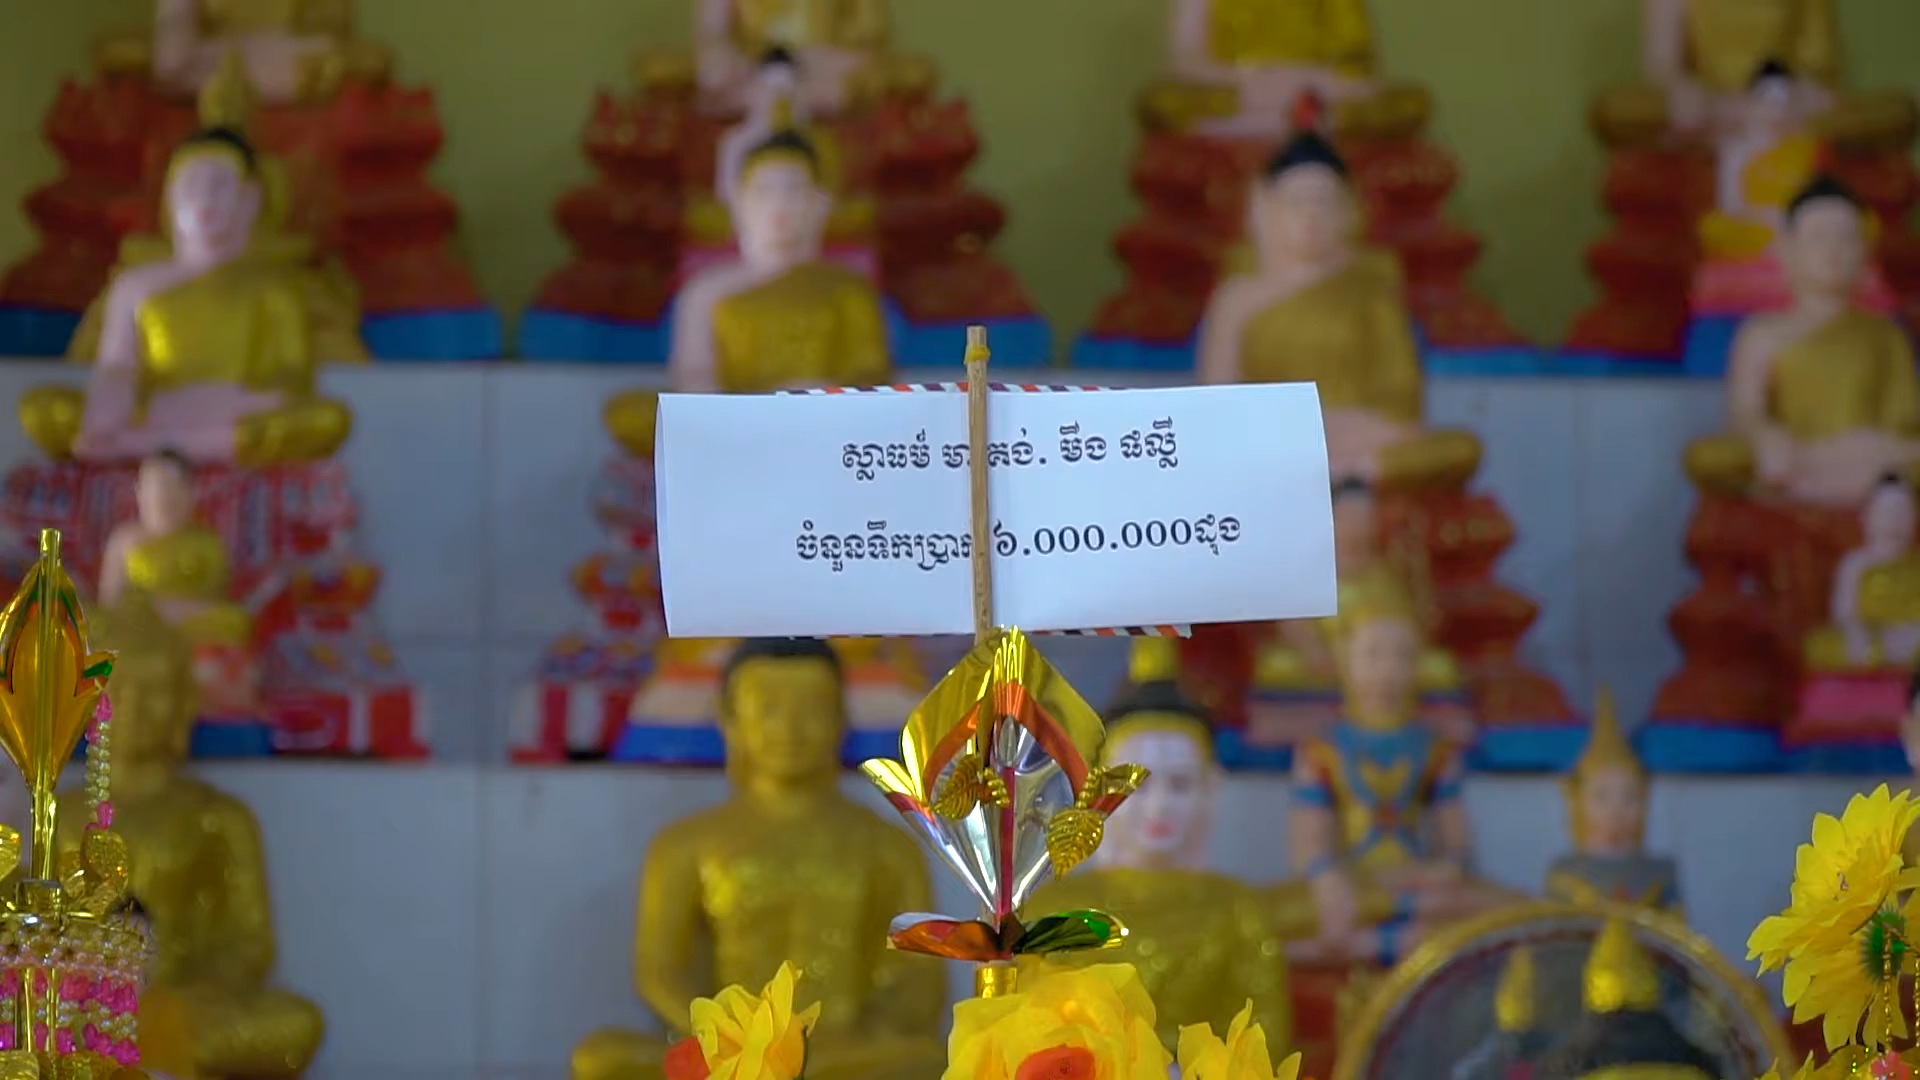 ស្លាធម៌ មា គង់. ម៉ឹង ផល្លឺ
ចំនួនទឹកប្រាក់ ៦.០០០.០០០ដុង